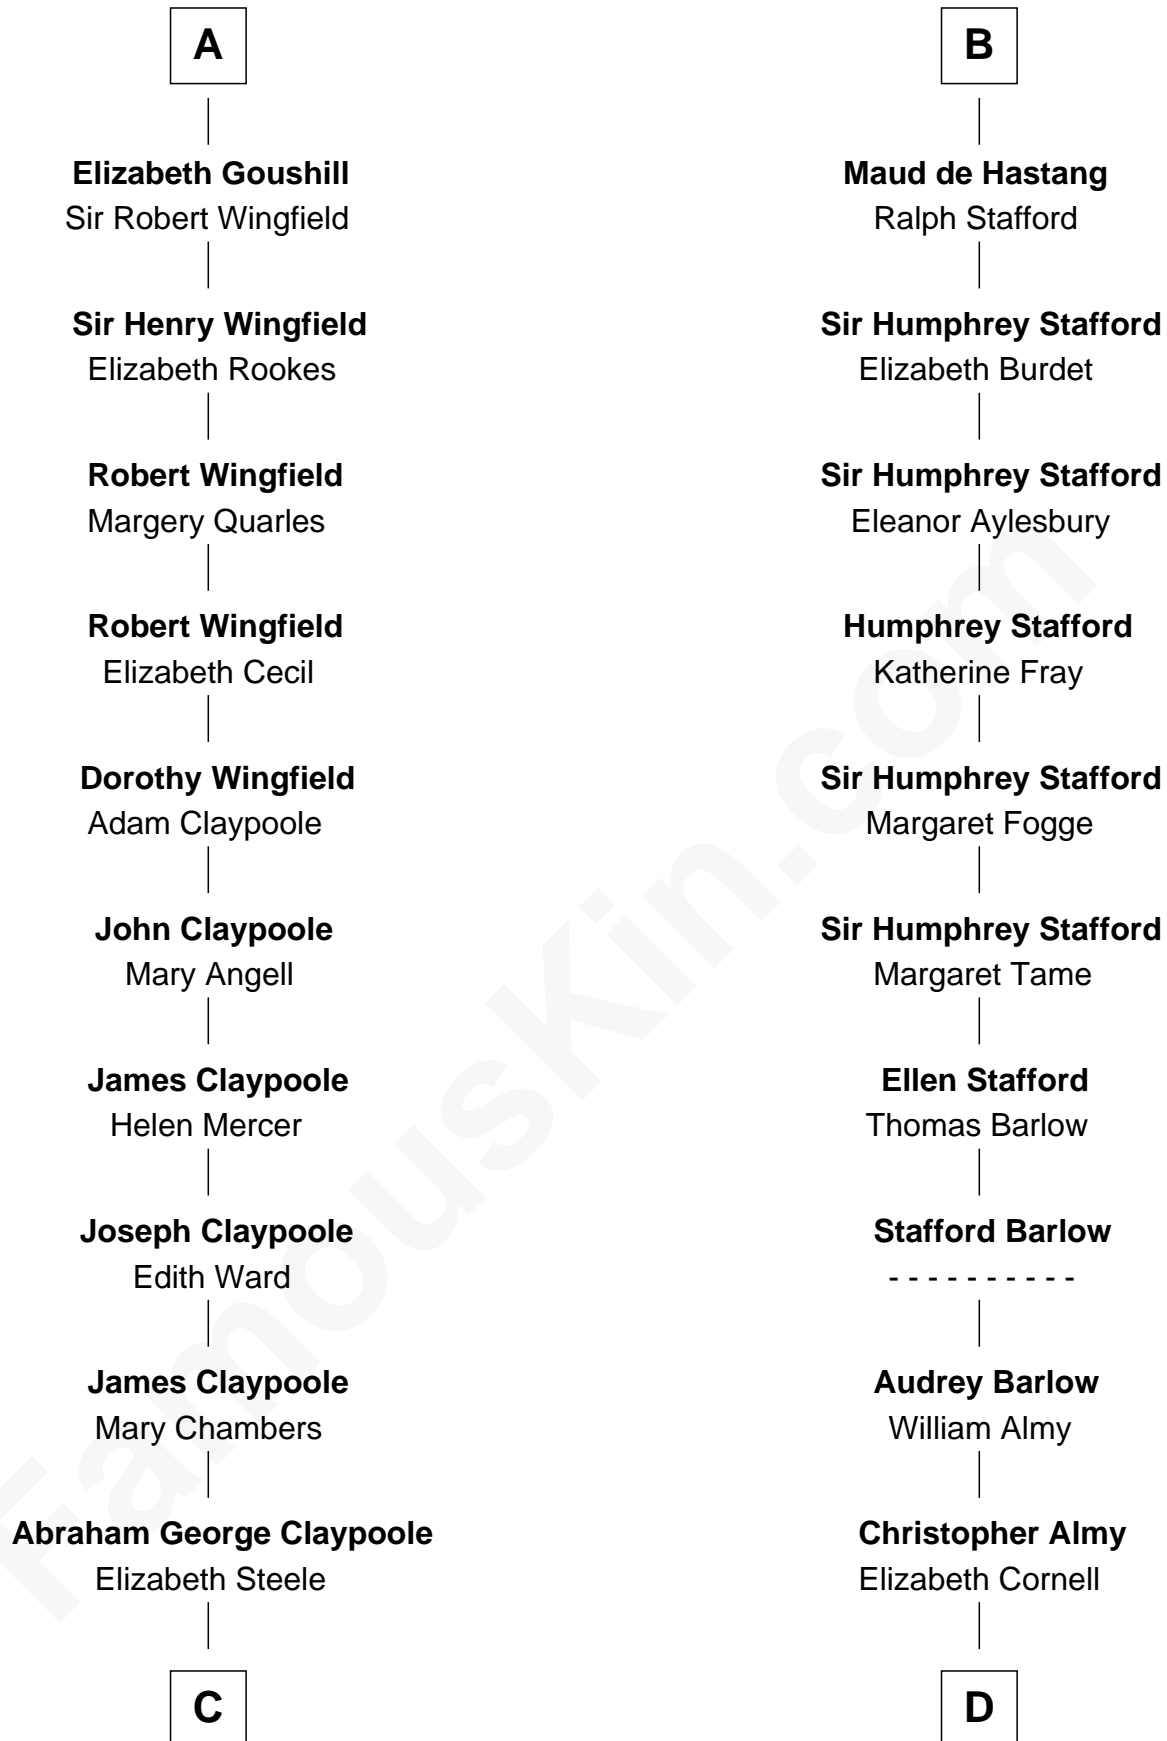 A
Elizabeth Goushill
Sir Robert Wingfield
Sir Henry Wingfield
Elizabeth Rookes
Robert Wingfield
Margery Quarles
Robert Wingfield
Elizabeth Cecil
Dorothy Wingfield
Adam Claypoole
John Claypoole
Mary Angell
James Claypoole
Helen Mercer
Joseph Claypoole
Edith Ward
James Claypoole
Mary Chambers
Abraham George Claypoole
Elizabeth Steele
C
B
Maud de Hastang
Ralph Stafford
Sir Humphrey Stafford
Elizabeth Burdet
Sir Humphrey Stafford
Eleanor Aylesbury
Humphrey Stafford
Katherine Fray
Sir Humphrey Stafford
Margaret Fogge
Sir Humphrey Stafford
Margaret Tame
Ellen Stafford
Thomas Barlow
Stafford Barlow
- - - - - - - - - -
Audrey Barlow
William Almy
Christopher Almy
Elizabeth Cornell
D
FamousKin.com